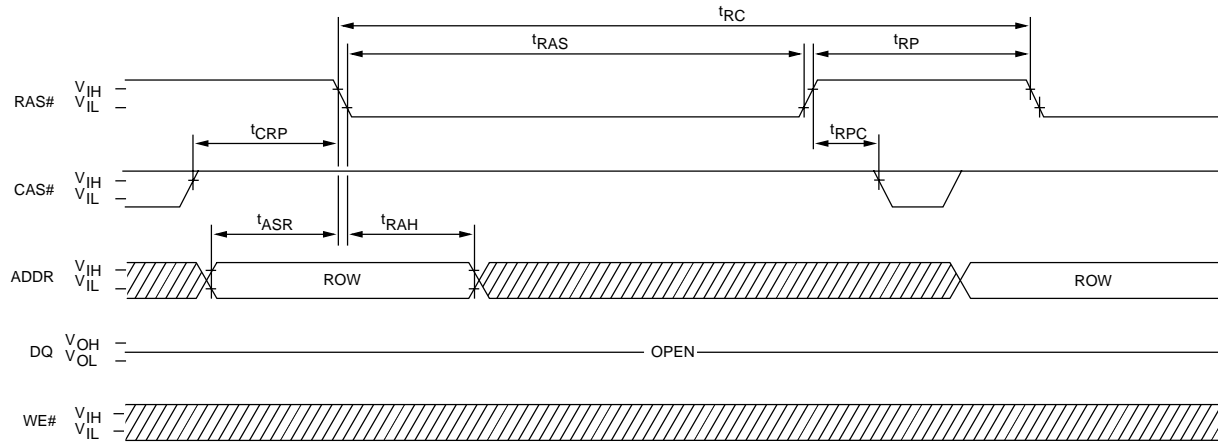 tRC
tRAS tRP
RAS# VIH
VIL
tCRP tRPC
CAS# VIH
VIL
tASR tRAH
ADDR VIH
VIL
ROW ROW
DQ VOH
VOL
OPEN
WE# VIH
VIL